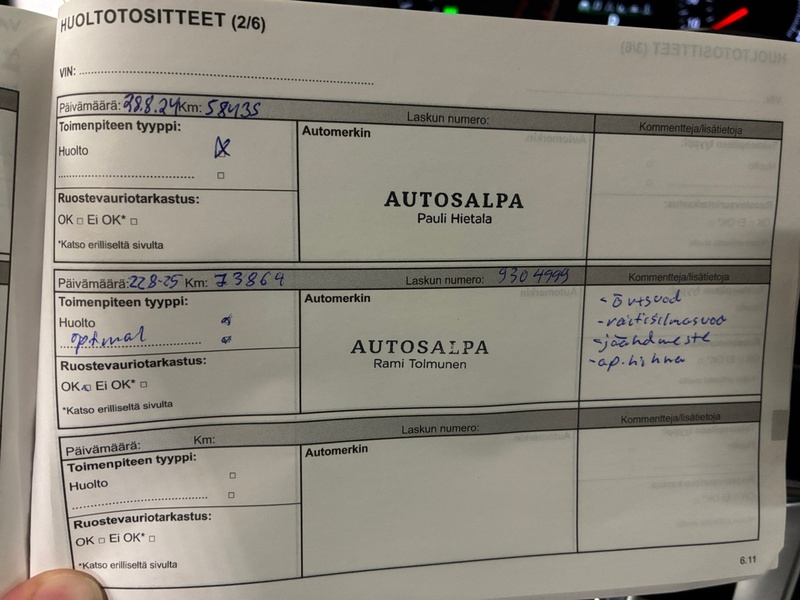 HUOLTOTOSITTEET (2/6)
VIN:
Päivämäärä: 28.8.24 Km: 58435 Laskun numero: Kommentteja/lisätietoja
Toimenpiteen tyyppi:
Huolto
Ruostevauriotarkastus:
OK □ Ei OK* □
*Katso erilliseltä sivulta
Automerkin
AUTOSALPA
Pauli Hietala
Päivämäärä: 22.8-25 Km: 73864 Laskun numero: 9304999 Kommentteja/lisätietoja
Toimenpiteen tyyppi:
Huolto
optimal
Ruostevauriotarkastus:
OK Ei OK* □
*Katso erilliseltä sivulta
Automerkin
AUTOSALPA
Rami Tolmunen
-raitisilmasuod
-jäähdneste
-ap.hihna
Päivämäärä: Km: Laskun numero: Kommentteja/lisätietoja
Toimenpiteen tyyppi:
Huolto □
□
Ruostevauriotarkastus:
OK □ Ei OK* □
*Katso erilliseltä sivulta
Automerkin
6.11